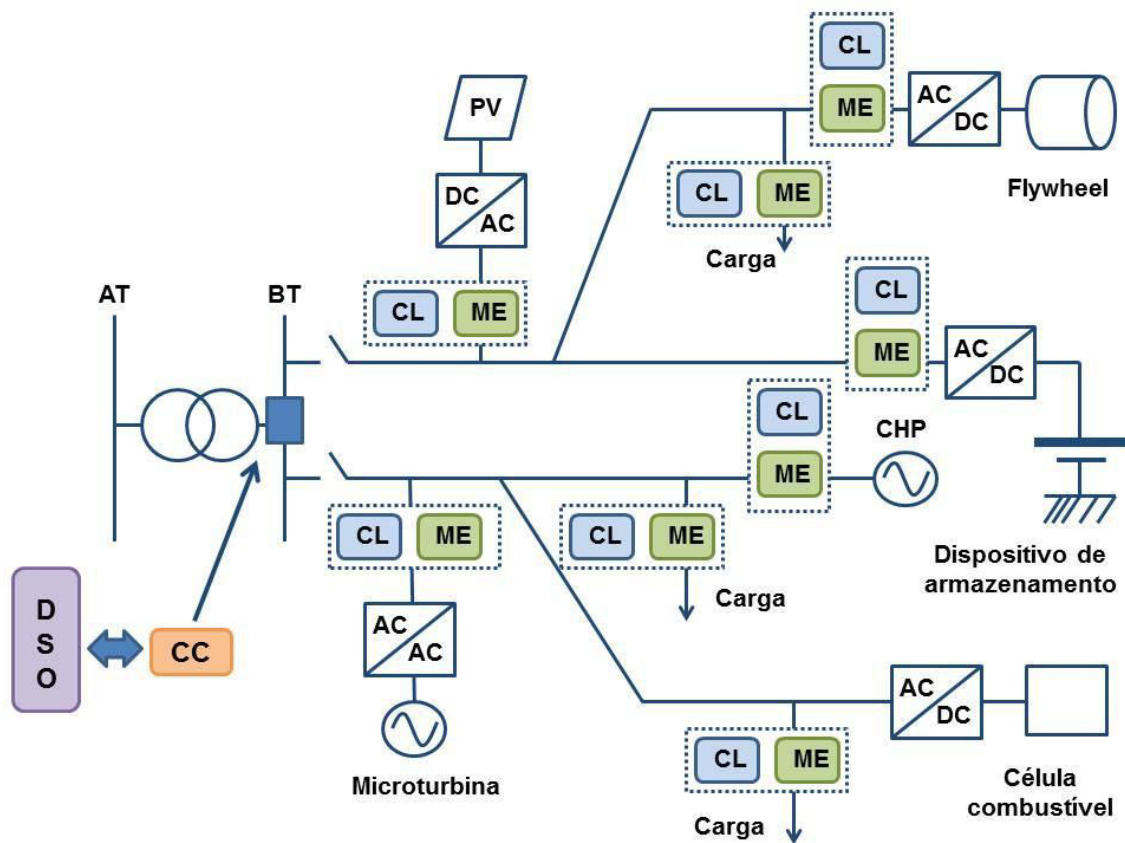 CL
ME
AC
DC
Flywheel
PV
DC
AC
CL
ME
Carga
CL
ME
AT
BT
CL
ME
AC
DC
Dispositivo de
armazenamento
CL
ME
CHP
CL
ME
AC
AC
Microturbina
CL
ME
Carga
D
S
O
CC
AC
DC
Célula
combustível
CL
ME
Carga